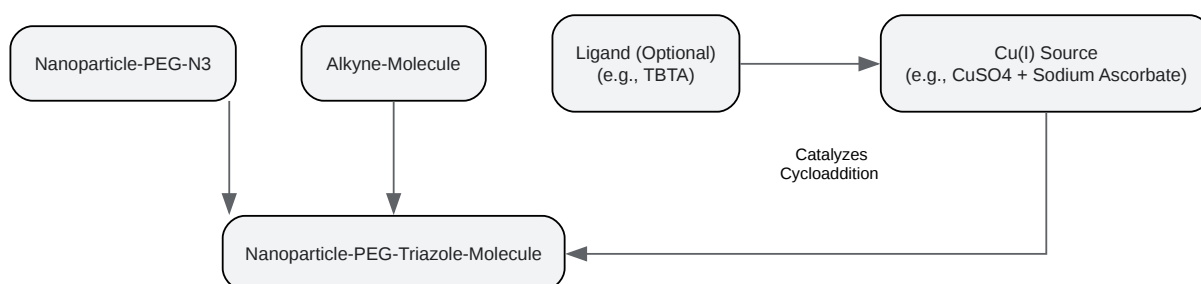 Nanoparticle-PEG-N3
Alkyne-Molecule
Ligand (Optional)
(e.g., TBTA)
Cu(I) Source
(e.g., CuSO4 + Sodium Ascorbate)
Catalyzes
Cycloaddition
Nanoparticle-PEG-Triazole-Molecule